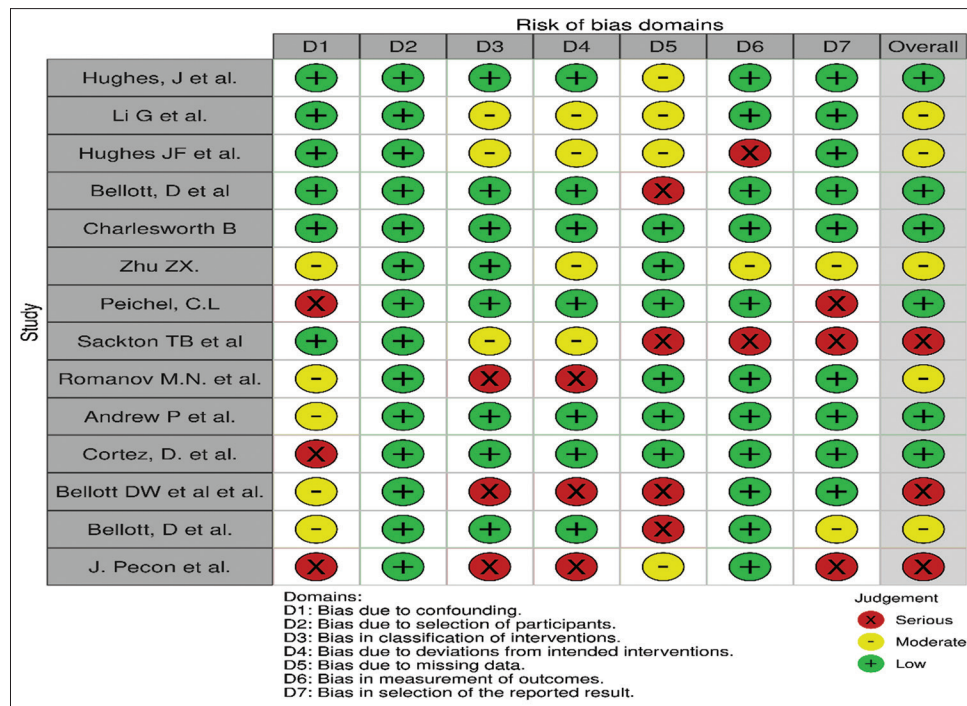 Risk of bias domains
D1 D2 D3 D4 D5 D6 D7 Overall
Study
Hughes, J et al. + + + + - + + +
Li G et al. + + - - - + + -
Hughes JF et al. + + - - - X + -
Bellott, D et al + + + + X + + +
Charlesworth B + + + + + + + +
Zhu ZX. - + + - + - - -
Peichel, C.L X + + + + + X +
Sackton TB et al + + - - X X X X
Romanov M.N. et al. - + X X + + + -
Andrew P et al. - + + + + + + +
Cortez, D. et al. X + + + + + + +
Bellott DW et al et al. - + X X X + + X
Bellott, D et al. - + + + X + - -
J. Pecon et al. X + X X - + X X
Domains:
D1: Bias due to confounding.
D2: Bias due to selection of participants.
D3: Bias in classification of interventions.
D4: Bias due to deviations from intended interventions.
D5: Bias due to missing data.
D6: Bias in measurement of outcomes.
D7: Bias in selection of the reported result.
Judgement
X Serious
- Moderate
+ Low